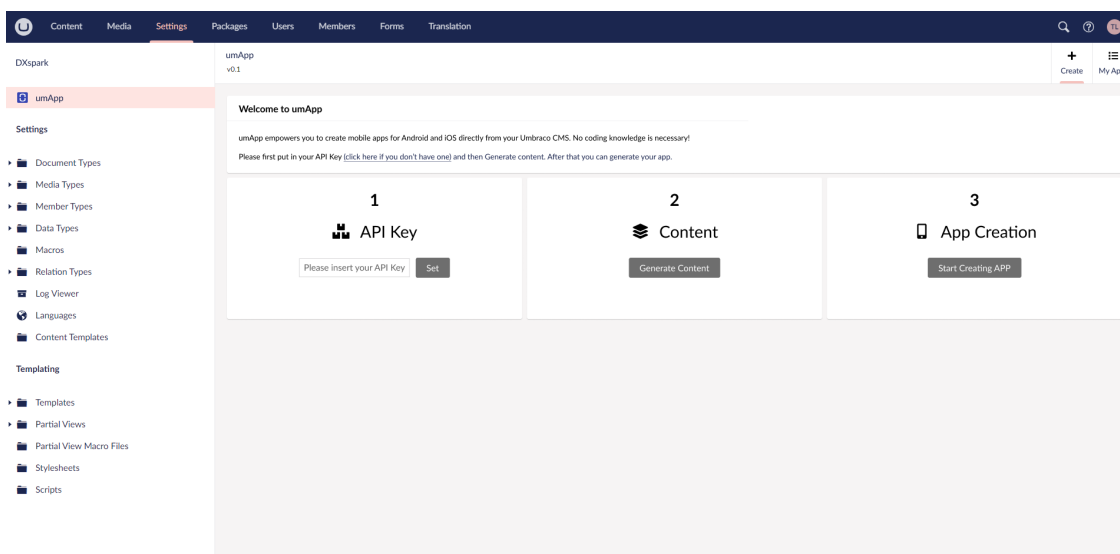 Content Media Settings Packages Users Members Forms Translation
TL
DXspark
umApp
Settings
Document Types
Media Types
Member Types
Data Types
Macros
Relation Types
Log Viewer
Languages
Content Templates
Templating
Templates
Partial Views
Partial View Macro Files
Stylesheets
Scripts
umApp
v0.1
Create
My Ap
Welcome to umApp
umApp empowers you to create mobile apps for Android and iOS directly from your Umbraco CMS. No coding knowledge is necessary!
Please first put in your API Key (click here if you don't have one) and then Generate content. After that you can generate your app.
1
API Key
Please insert your API Key Set
2
Content
Generate Content
3
App Creation
Start Creating APP